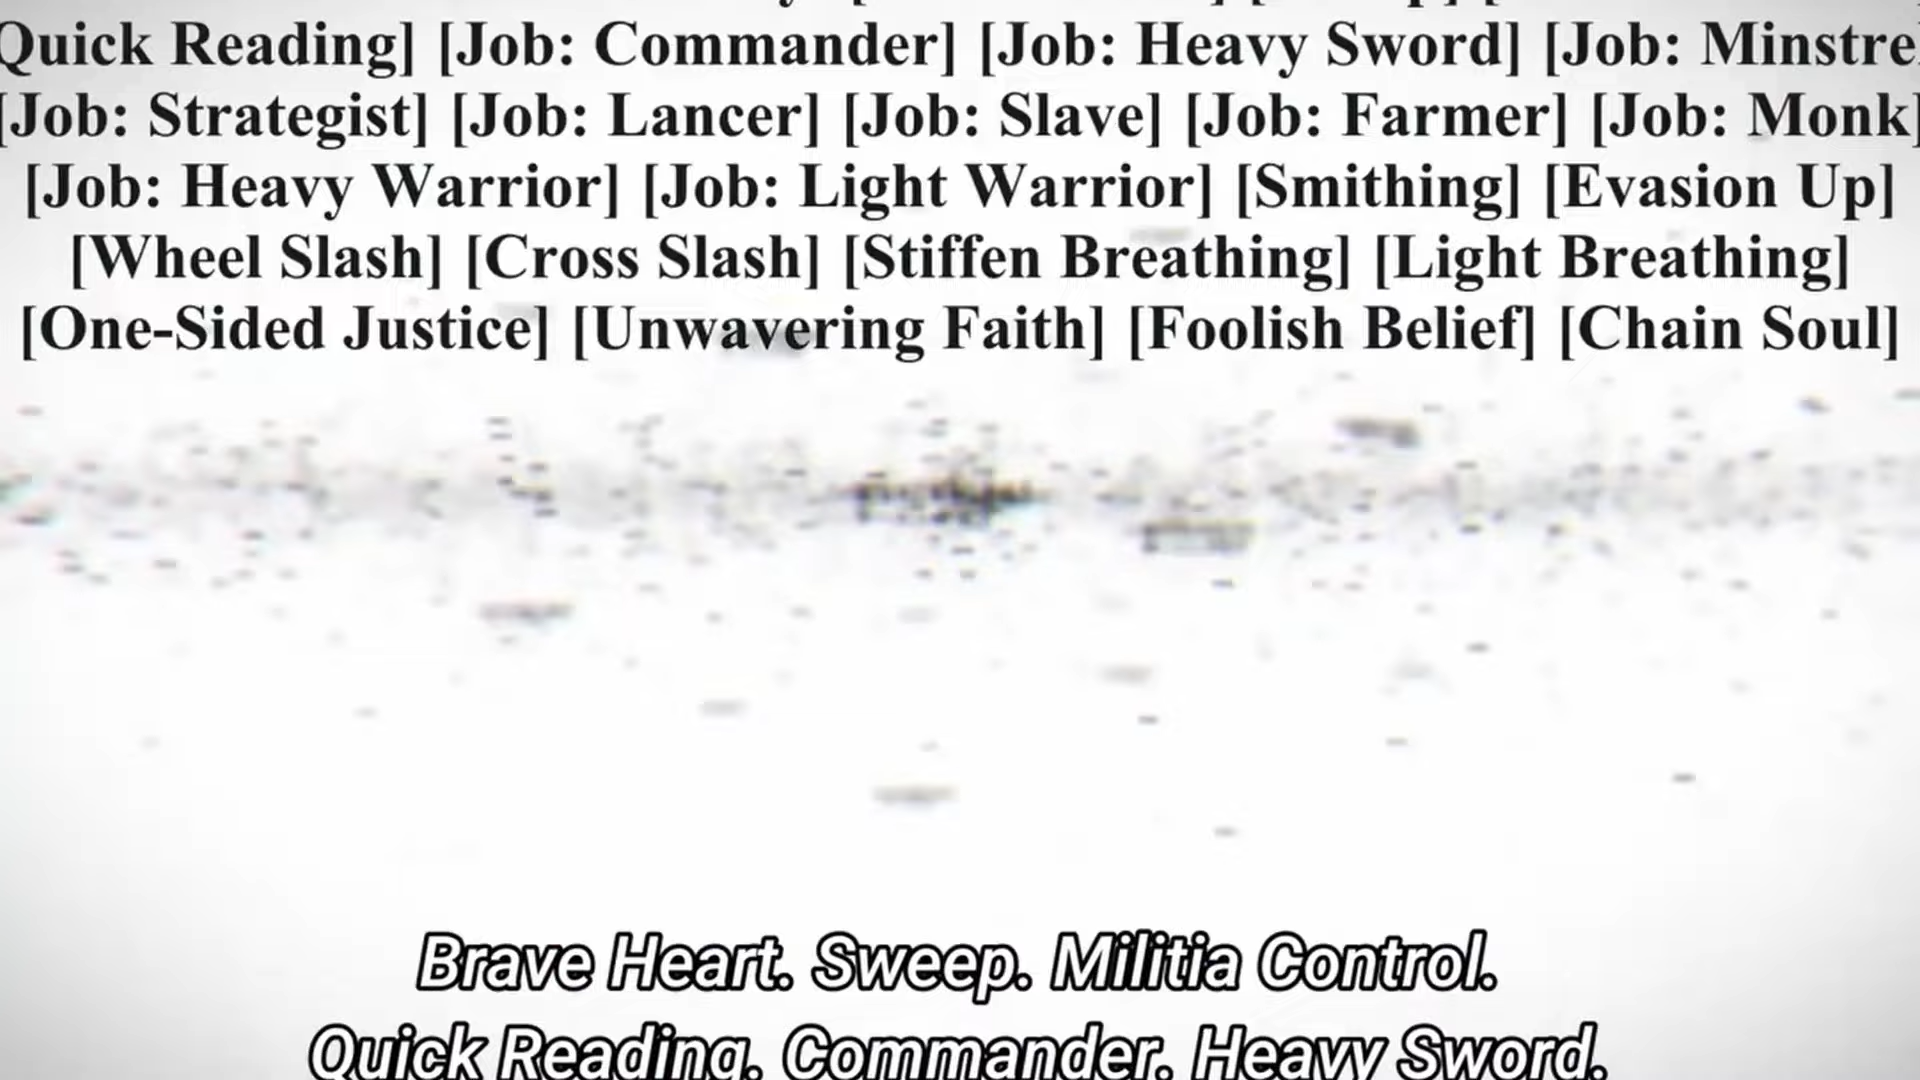 Quick Reading] [Job: Commander] [Job: Heavy Sword] [Job: Minstre
[Job: Strategist] [Job: Lancer] [Job: Slave] [Job: Farmer] [Job: Monk]
[Job: Heavy Warrior] [Job: Light Warrior] [Smithing] [Evasion Up]
[Wheel Slash] [Cross Slash] [Stiffen Breathing] [Light Breathing]
[One-Sided Justice] [Unwavering Faith] [Foolish Belief] [Chain Soul]
Brave Heart. Sweep. Militia Control.
Quick Reading. Commander. Heavy Sword.